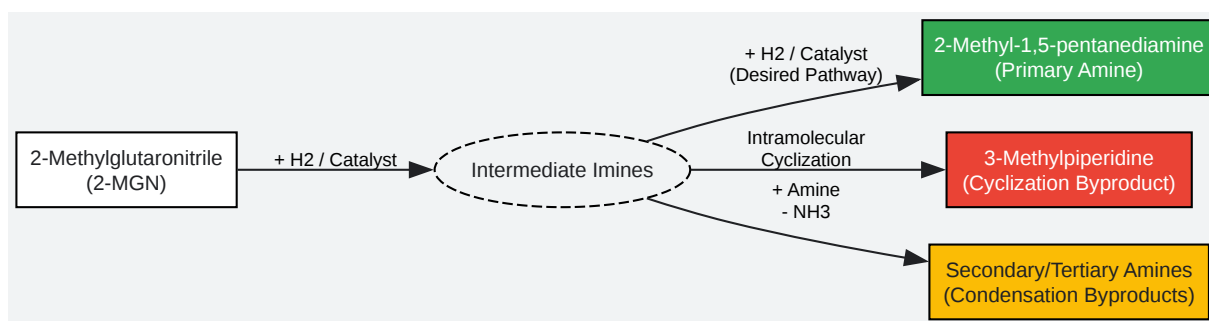 2-Methylglutaronitrile
(2-MGN)
+ H2 / Catalyst
Intermediate Imines
+ H2 / Catalyst
(Desired Pathway)
2-Methyl-1,5-pentanediamine
(Primary Amine)
Intramolecular
Cyclization
3-Methylpiperidine
(Cyclization Byproduct)
+ Amine
- NH3
Secondary/Tertiary Amines
(Condensation Byproducts)